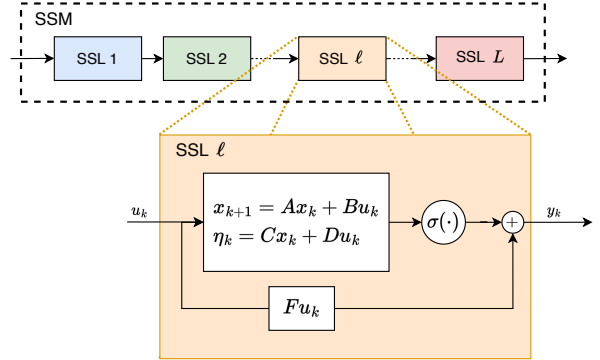 SSM
SSL 1
SSL 2
SSL ℓ
SSL L
SSL ℓ
u_k
x_{k+1} = Ax_k + Bu_k
η_k = Cx_k + Du_k
σ(·)
+
y_k
Fu_k